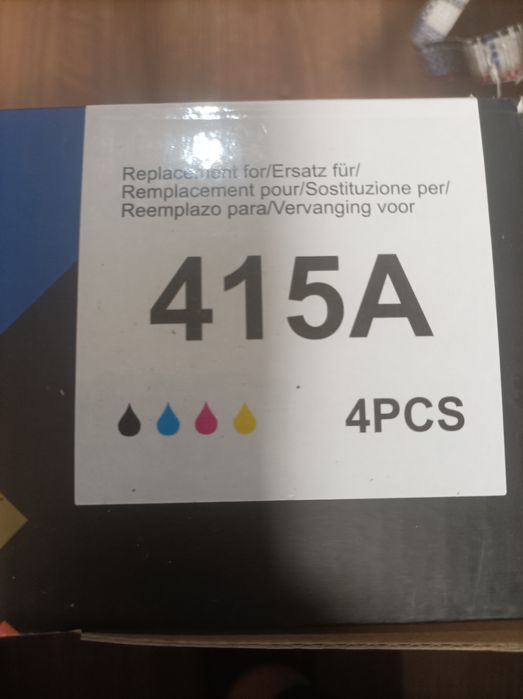 Replacement for/Ersatz für/
Remplacement pour/Sostituzione per/
Reemplazo para/Vervanging voor
415A
4PCS